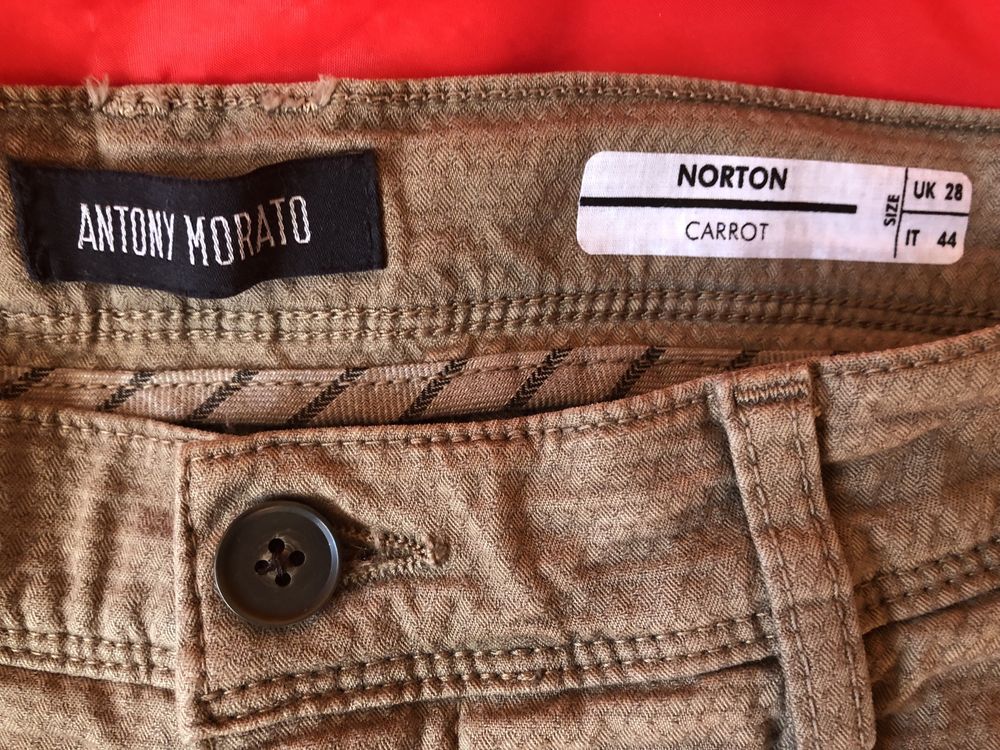 ANTONY MORATO
NORTON
CARROT
SIZE
UK 28
IT 44